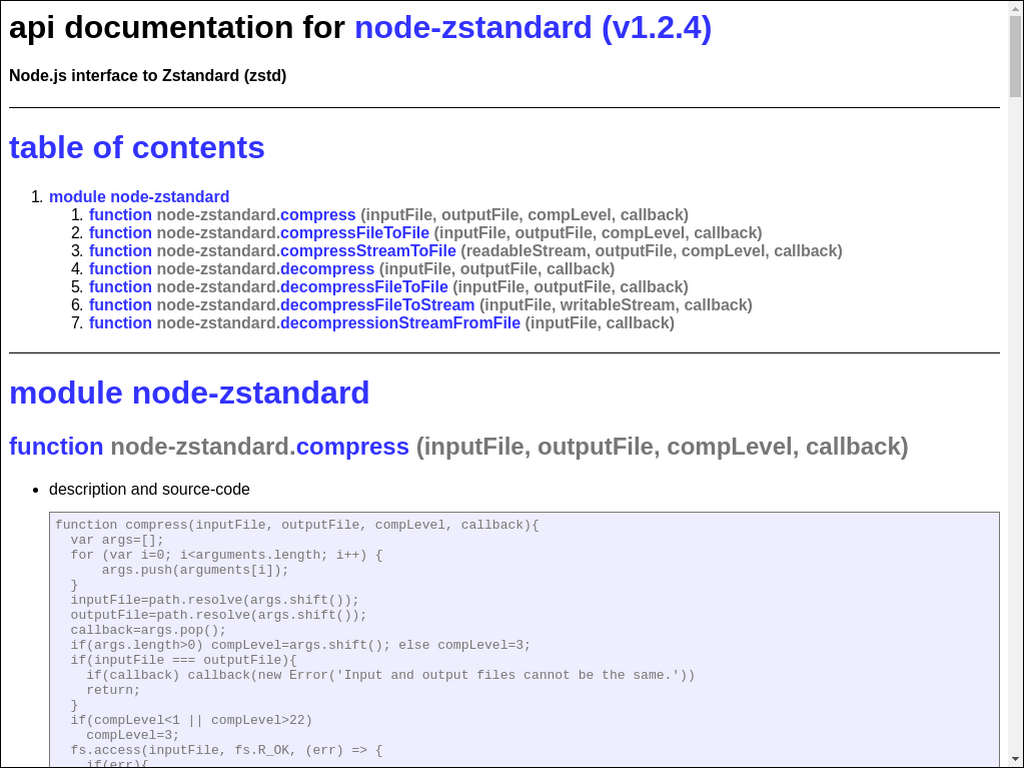 api documentation for node-zstandard (v1.2.4)
Node.js interface to Zstandard (zstd)
table of contents
1. module node-zstandard
1. function node-zstandard.compress (inputFile, outputFile, compLevel, callback)
2. function node-zstandard.compressFileToFile (inputFile, outputFile, compLevel, callback)
3. function node-zstandard.compressStreamToFile (readableStream, outputFile, compLevel, callback)
4. function node-zstandard.decompress (inputFile, outputFile, callback)
5. function node-zstandard.decompressFileToFile (inputFile, outputFile, callback)
6. function node-zstandard.decompressFileToStream (inputFile, writableStream, callback)
7. function node-zstandard.decompressionStreamFromFile (inputFile, callback)
module node-zstandard
function node-zstandard.compress (inputFile, outputFile, compLevel, callback)
• description and source-code
function compress(inputFile, outputFile, compLevel, callback){
  var args=[];
  for (var i=0; i<arguments.length; i++) {
      args.push(arguments[i]);
  }
  inputFile=path.resolve(args.shift());
  outputFile=path.resolve(args.shift());
  callback=args.pop();
  if(args.length>0) compLevel=args.shift(); else compLevel=3;
  if(inputFile === outputFile){
    if(callback) callback(new Error('Input and output files cannot be the same.'))
    return;
  }
  if(compLevel<1 || compLevel>22)
    compLevel=3;
  fs.access(inputFile, fs.R_OK, (err) => {
    if(err){